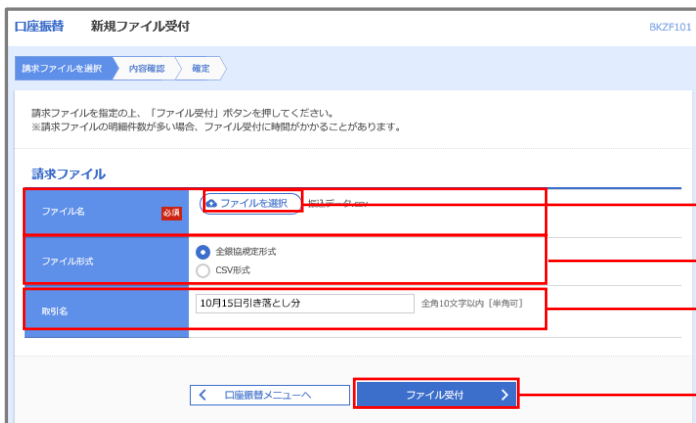 口座振替 新規ファイル受付 BKZF101
請求ファイルを選択 内容確認 確定
請求ファイルを指定の上、「ファイル受付」ボタンを押してください。
※請求ファイルの明細件数が多い場合、ファイル受付に時間がかかることがあります。
請求ファイル
ファイル名 必須 ファイルを選択 振込データ.csv
ファイル形式 全銀協規定形式
CSV形式
取引名 10月15日引き落とし分 全角10文字以内［半角可］
口座振替メニューへ ファイル受付